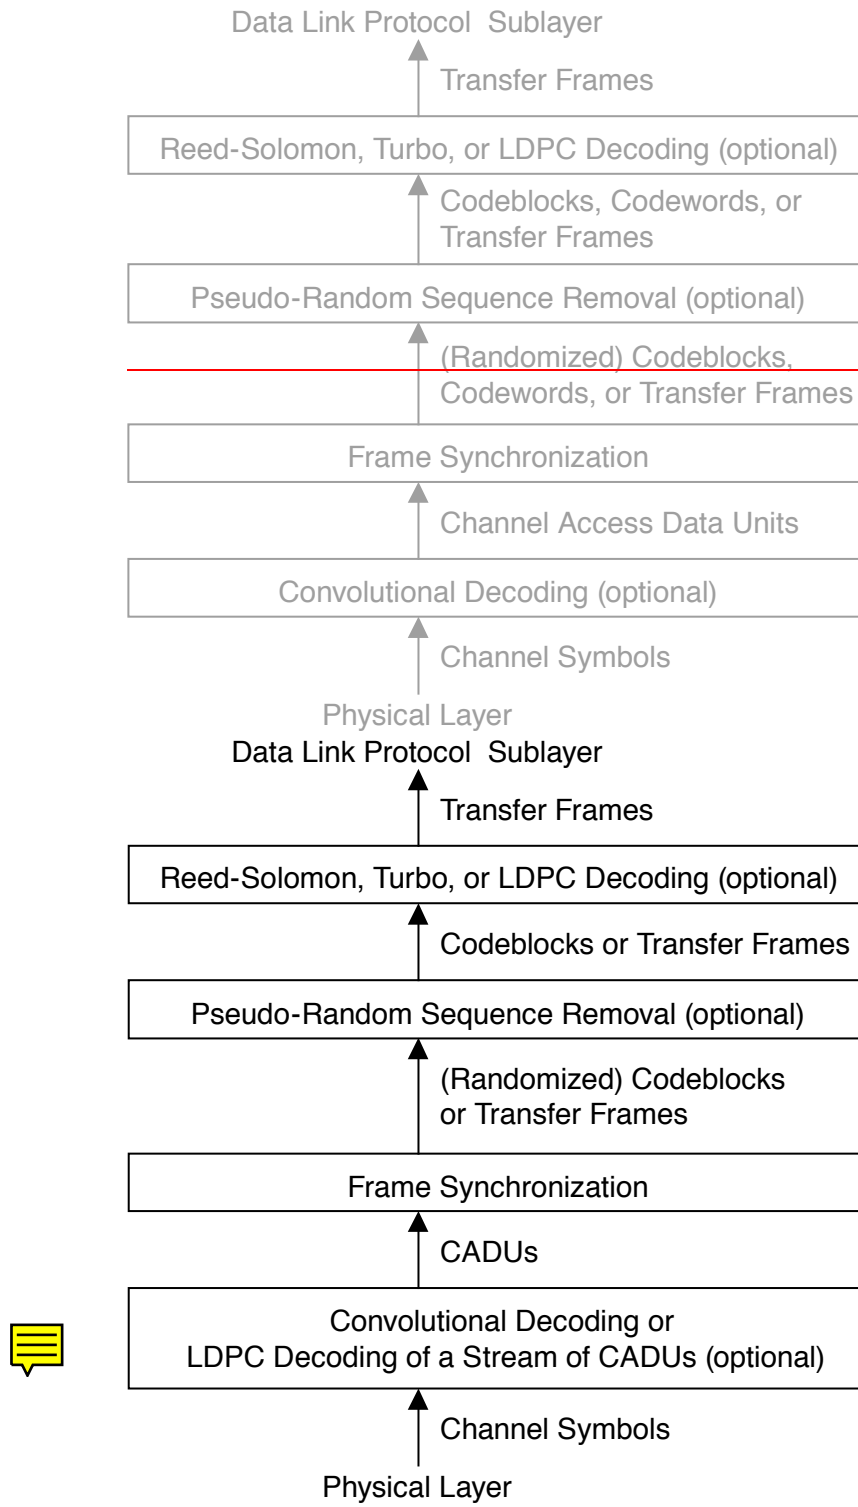 Data Link Protocol  Sublayer
Transfer Frames
Reed-Solomon, Turbo, or LDPC Decoding (optional)
Codeblocks, Codewords, or
Transfer Frames
Pseudo-Random Sequence Removal (optional)
(Randomized) Codeblocks,
Codewords, or Transfer Frames
Frame Synchronization
Channel Access Data Units
Convolutional Decoding (optional)
Channel Symbols
Physical Layer
Data Link Protocol  Sublayer
Transfer Frames
Reed-Solomon, Turbo, or LDPC Decoding (optional)
Codeblocks or Transfer Frames
Pseudo-Random Sequence Removal (optional)
(Randomized) Codeblocks
or Transfer Frames
Frame Synchronization
CADUs
Convolutional Decoding or
LDPC Decoding of a Stream of CADUs (optional)
Channel Symbols
Physical Layer